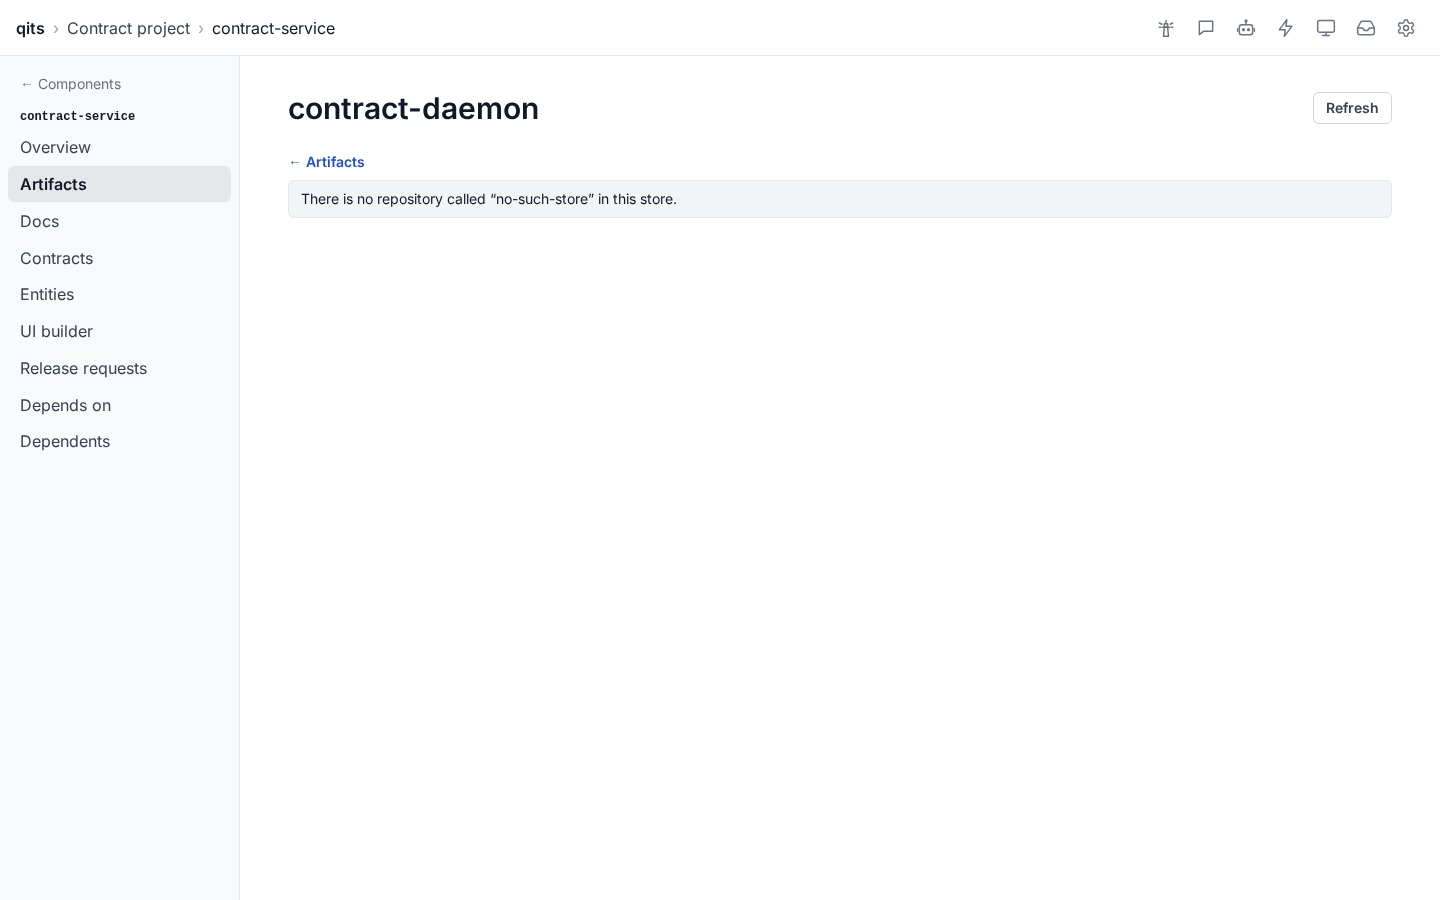 qits › Contract project › contract-service
← Components
contract-service
Overview
Artifacts
Docs
Contracts
Entities
UI builder
Release requests
Depends on
Dependents
contract-daemon
Refresh
← Artifacts
There is no repository called “no-such-store” in this store.